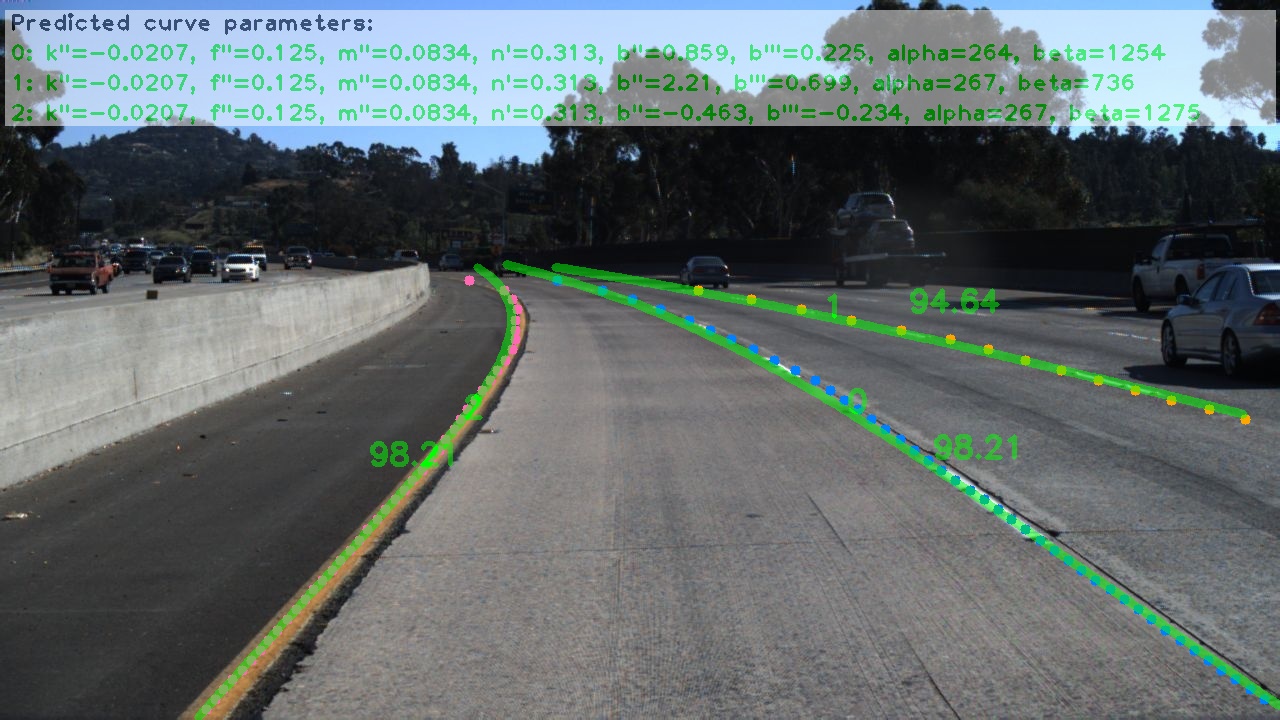 Predicted curve parameters:
0: k''=-0.0207, f''=0.125, m''=0.0834, n'=0.313, b''=0.859, b'''=0.225, alpha=264, beta=1254
1: k''=-0.0207, f''=0.125, m''=0.0834, n'=0.313, b''=2.21, b'''=0.699, alpha=267, beta=736
2: k''=-0.0207, f''=0.125, m''=0.0834, n'=0.313, b''=-0.463, b'''=-0.234, alpha=267, beta=1275
1 94.64
2 0
98.21 98.21